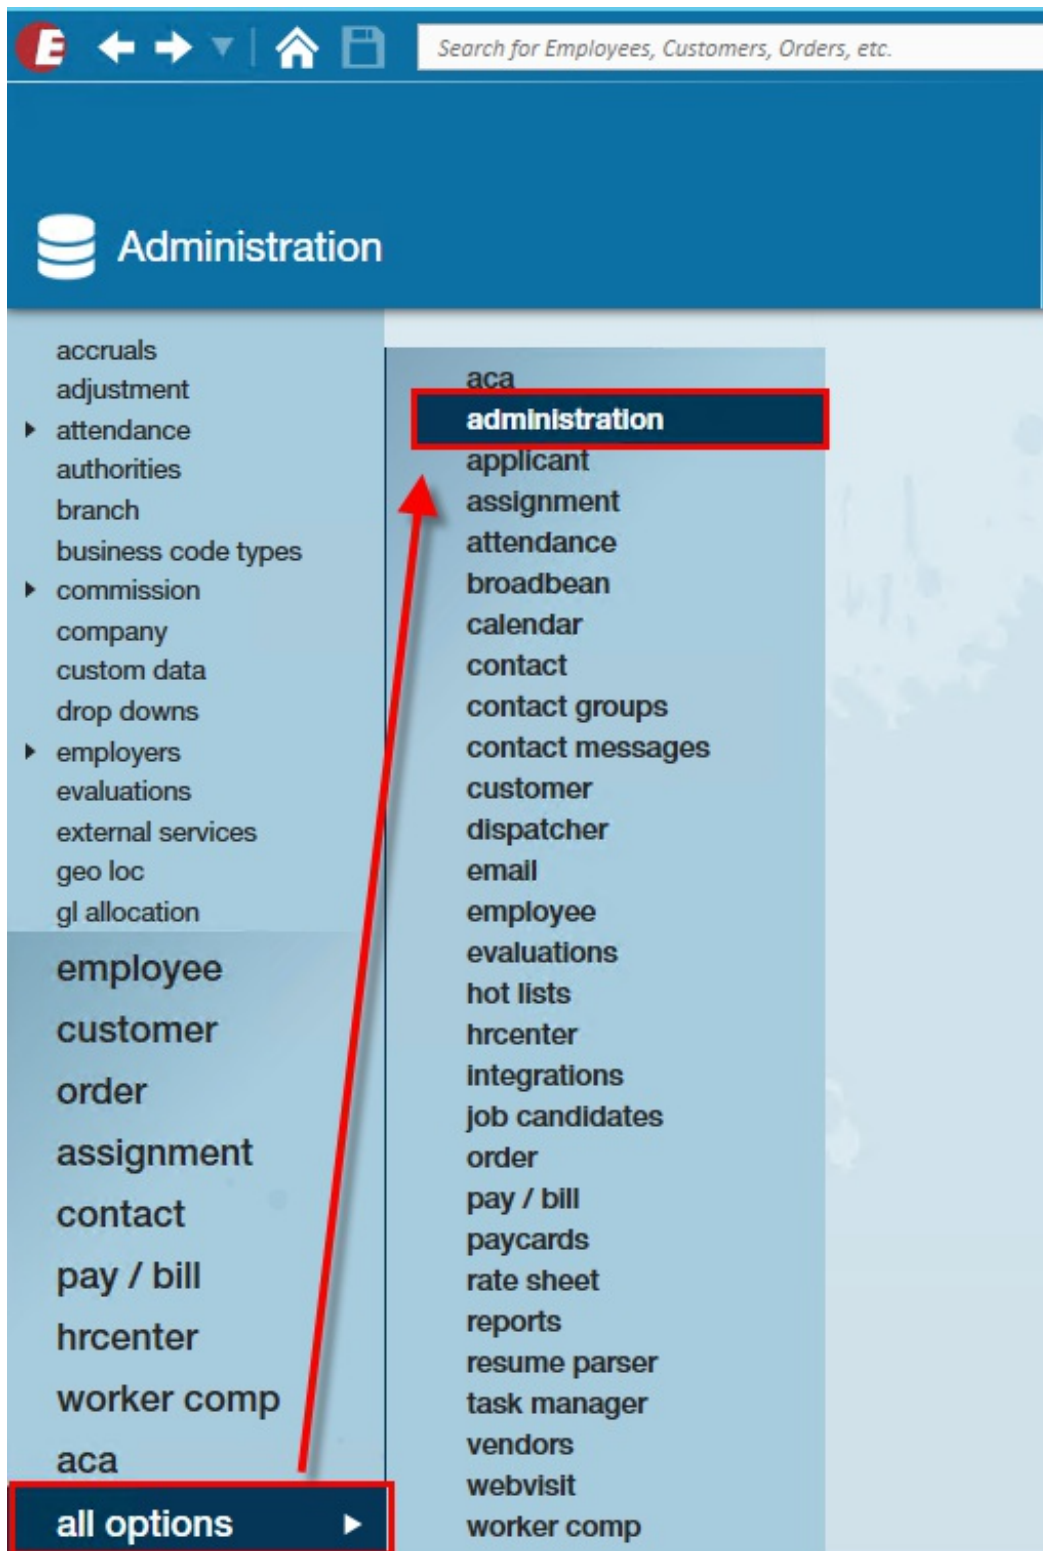 E
Search for Employees, Customers, Orders, etc.
Administration
accruals
adjustment
attendance
authorities
branch
business code types
commission
company
custom data
drop downs
employers
evaluations
external services
geo loc
gl allocation
employee
customer
order
assignment
contact
pay / bill
hrcenter
worker comp
aca
all options
aca
administration
applicant
assignment
attendance
broadbean
calendar
contact
contact groups
contact messages
customer
dispatcher
email
employee
evaluations
hot lists
hrcenter
integrations
job candidates
order
pay / bill
paycards
rate sheet
reports
resume parser
task manager
vendors
webvisit
worker comp